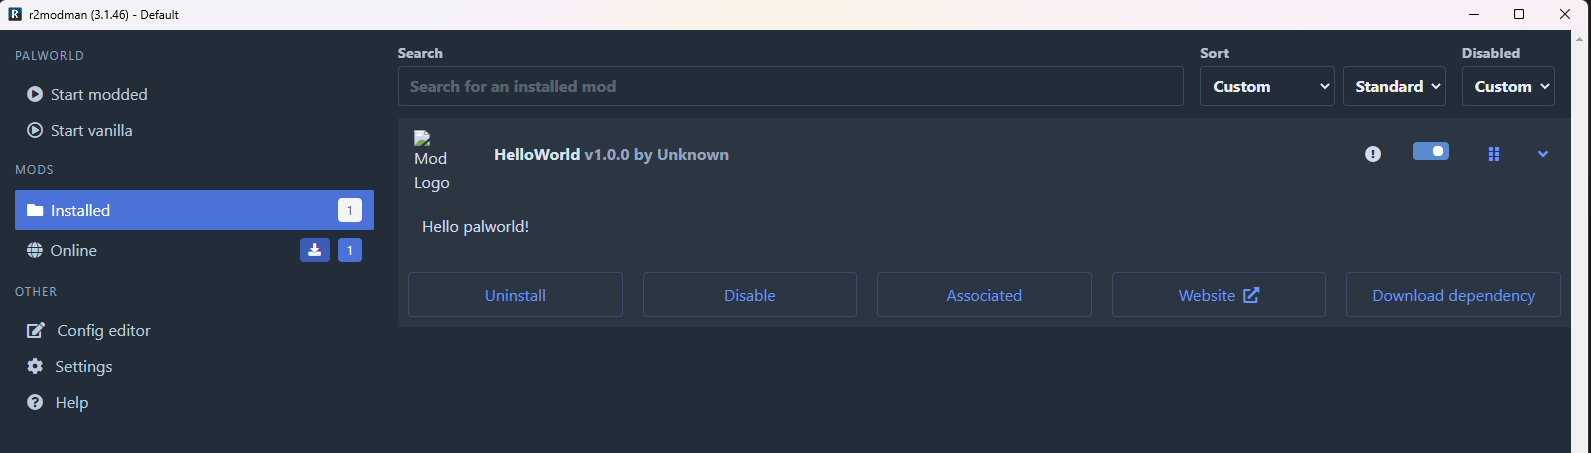 r2modman (3.1.46) - Default
PALWORLD
Start modded
Start vanilla
MODS
Installed 1
Online 1
OTHER
Config editor
Settings
Help
Search
Search for an installed mod
Sort
Custom
Standard
Disabled
Custom
Mod
Logo
HelloWorld v1.0.0 by Unknown
Hello palworld!
Uninstall
Disable
Associated
Website
Download dependency